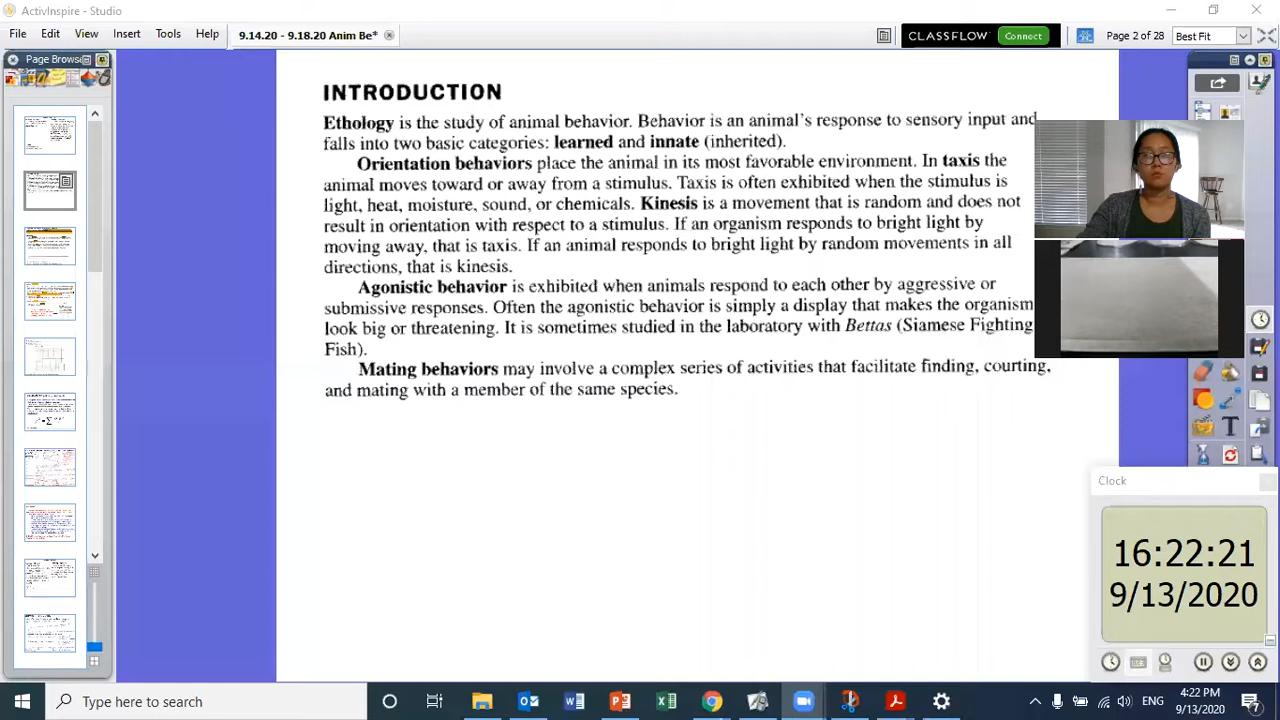 ActivInspire - Studio
File Edit View Insert Tools Help
9.14.20 - 9.18.20 Anim Be*
CLASSFLOW Connect
Page 2 of 28
Best Fit
Page Browse
INTRODUCTION
Ethology is the study of animal behavior. Behavior is an animal's response to sensory input and
falls into two basic categories: learned and innate (inherited).
Orientation behaviors place the animal in its most favorable environment. In taxis the
animal moves toward or away from a stimulus. Taxis is often exhibited when the stimulus is
light, heat, moisture, sound, or chemicals. Kinesis is a movement that is random and does not
result in orientation with respect to a stimulus. If an organism responds to bright light by
moving away, that is taxis. If an animal responds to bright light by random movements in all
directions, that is kinesis.
Agonistic behavior is exhibited when animals respond to each other by aggressive or
submissive responses. Often the agonistic behavior is simply a display that makes the organism
look big or threatening. It is sometimes studied in the laboratory with Bettas (Siamese Fighting
Fish).
Mating behaviors may involve a complex series of activities that facilitate finding, courting,
and mating with a member of the same species.
Clock
16:22:21
9/13/2020
Type here to search
ENG
4:22 PM
9/13/2020